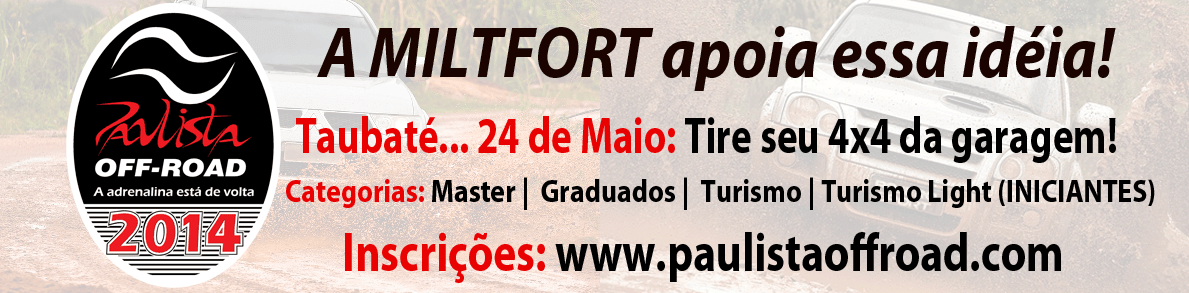 Paulista
OFF-ROAD
A adrenalina está de volta
2014
A MILTFORT apoia essa idéia!
Taubaté... 24 de Maio: Tire seu 4x4 da garagem!
Categorias: Master | Graduados | Turismo | Turismo Light (INICIANTES)
Inscrições: www.paulistaoffroad.com